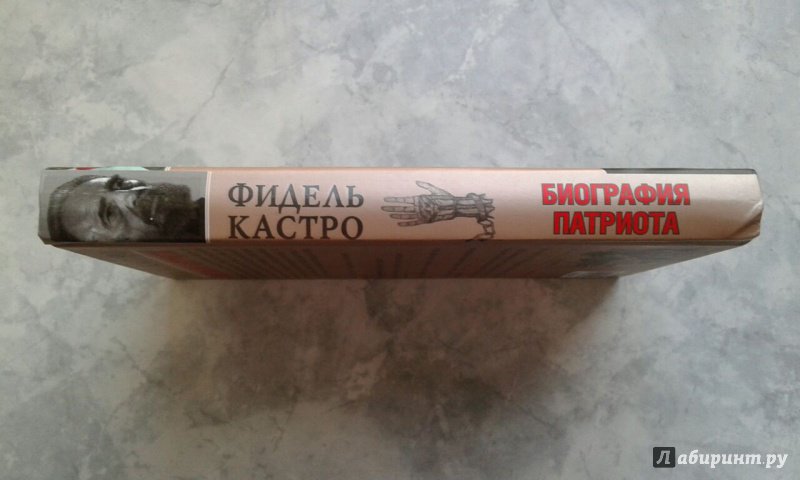 ФИДЕЛЬ
КАСТРО
БИОГРАФИЯ
ПАТРИОТА
Лабиринт.ру